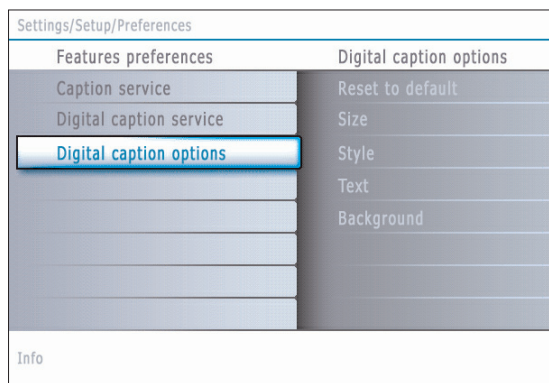 Settings/Setup/Preferences
Features preferences
Digital caption options
Caption service
Reset to default
Digital caption service
Size
Digital caption options
Style
Text
Background
Info